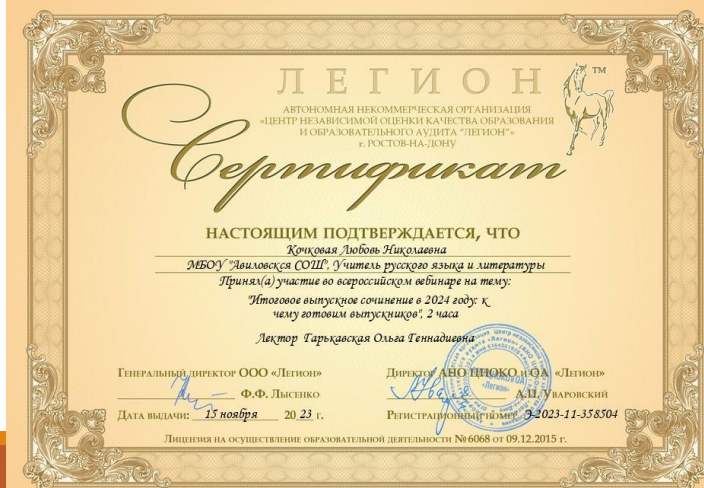 ЛЕГИОН
TM
АВТОНОМНАЯ НЕКОММЕРЧЕСКАЯ ОРГАНИЗАЦИЯ
«ЦЕНТР НЕЗАВИСИМОЙ ОЦЕНКИ КАЧЕСТВА ОБРАЗОВАНИЯ
И ОБРАЗОВАТЕЛЬНОГО АУДИТА "ЛЕГИОН"»
г. РОСТОВ-НА-ДОНУ
Сертификат
НАСТОЯЩИМ ПОДТВЕРЖДАЕТСЯ, ЧТО
Кочковая Любовь Николаевна
МБОУ "Авиловскся СОШ", Учитель русского языка и литературы
Принял(а) участие во всероссийском вебинаре на тему:
"Итоговое выпускное сочинение в 2024 году: к
чему готовим выпускников", 2 часа
Лектор Гарькавская Ольга Геннадиевна
Генеральный директор ООО «Легион» Директор АНО ЦНОКО и ОА «Легион»
Ф.Ф. Лысенко А.П. Уваровский
Дата выдачи: 15 ноября 20 23 г. Регистрационный номер Э-2023-11-358504
Лицензия на осуществление образовательной деятельности № 6068 от 09.12.2015 г.